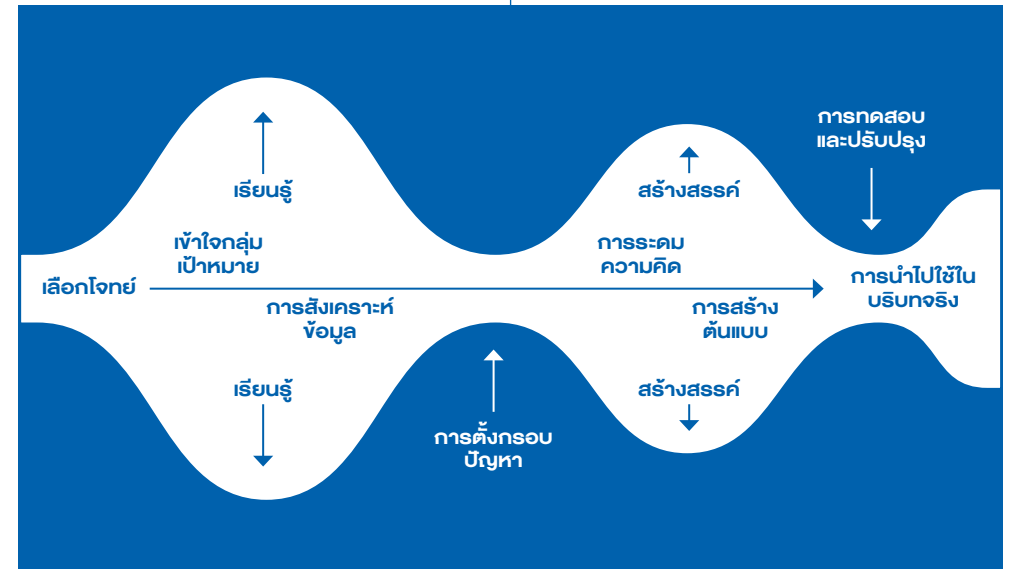 การทดสอบ
และปรับปรุง
เรียนรู้
สร้างสรรค์
เข้าใจกลุ่ม
เป้าหมาย
การระดม
ความคิด
เลือกโจทย์
การนำไปใช้ใน
บริบทจริง
การสังเคราะห์
ข้อมูล
การสร้าง
ต้นแบบ
เรียนรู้
สร้างสรรค์
การตั้งกรอบ
ปัญหา